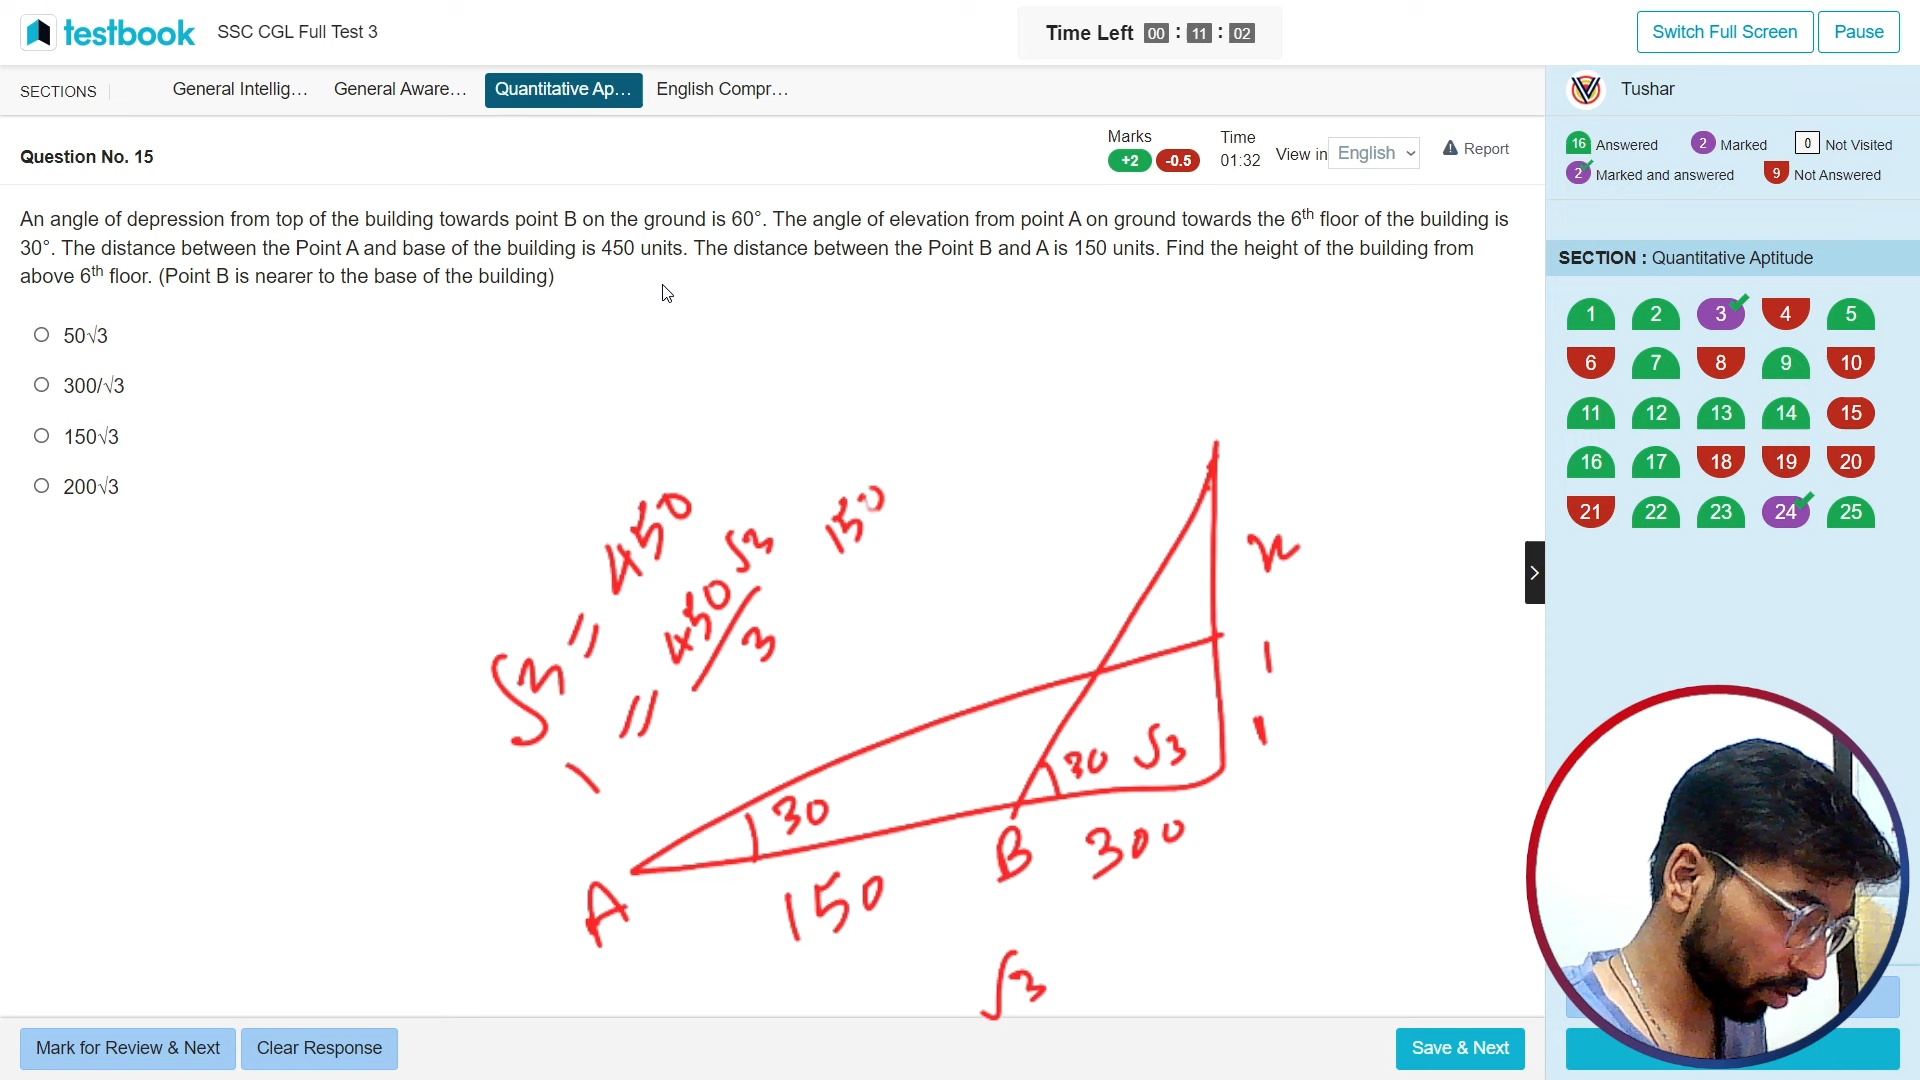 testbook SSC CGL Full Test 3
Time Left 00 : 11 : 02
Switch Full Screen Pause
SECTIONS General Intellig... General Aware... Quantitative Ap... English Compr...
Tushar
Question No. 15
Marks
+2 -0.5
Time
01:32
View in English
Report
16 Answered 2 Marked 0 Not Visited
2 Marked and answered 9 Not Answered
An angle of depression from top of the building towards point B on the ground is 60°. The angle of elevation from point A on ground towards the 6th floor of the building is
30°. The distance between the Point A and base of the building is 450 units. The distance between the Point B and A is 150 units. Find the height of the building from
above 6th floor. (Point B is nearer to the base of the building)
50√3
300/√3
150√3
200√3
SECTION : Quantitative Aptitude
1 2 3 4 5
6 7 8 9 10
11 12 13 14 15
16 17 18 19 20
21 22 23 24 25
√3 = 450
1 = 450√3/3
150
x
1
1
30 √3
30
A
B
150
300
√3
Mark for Review & Next Clear Response Save & Next